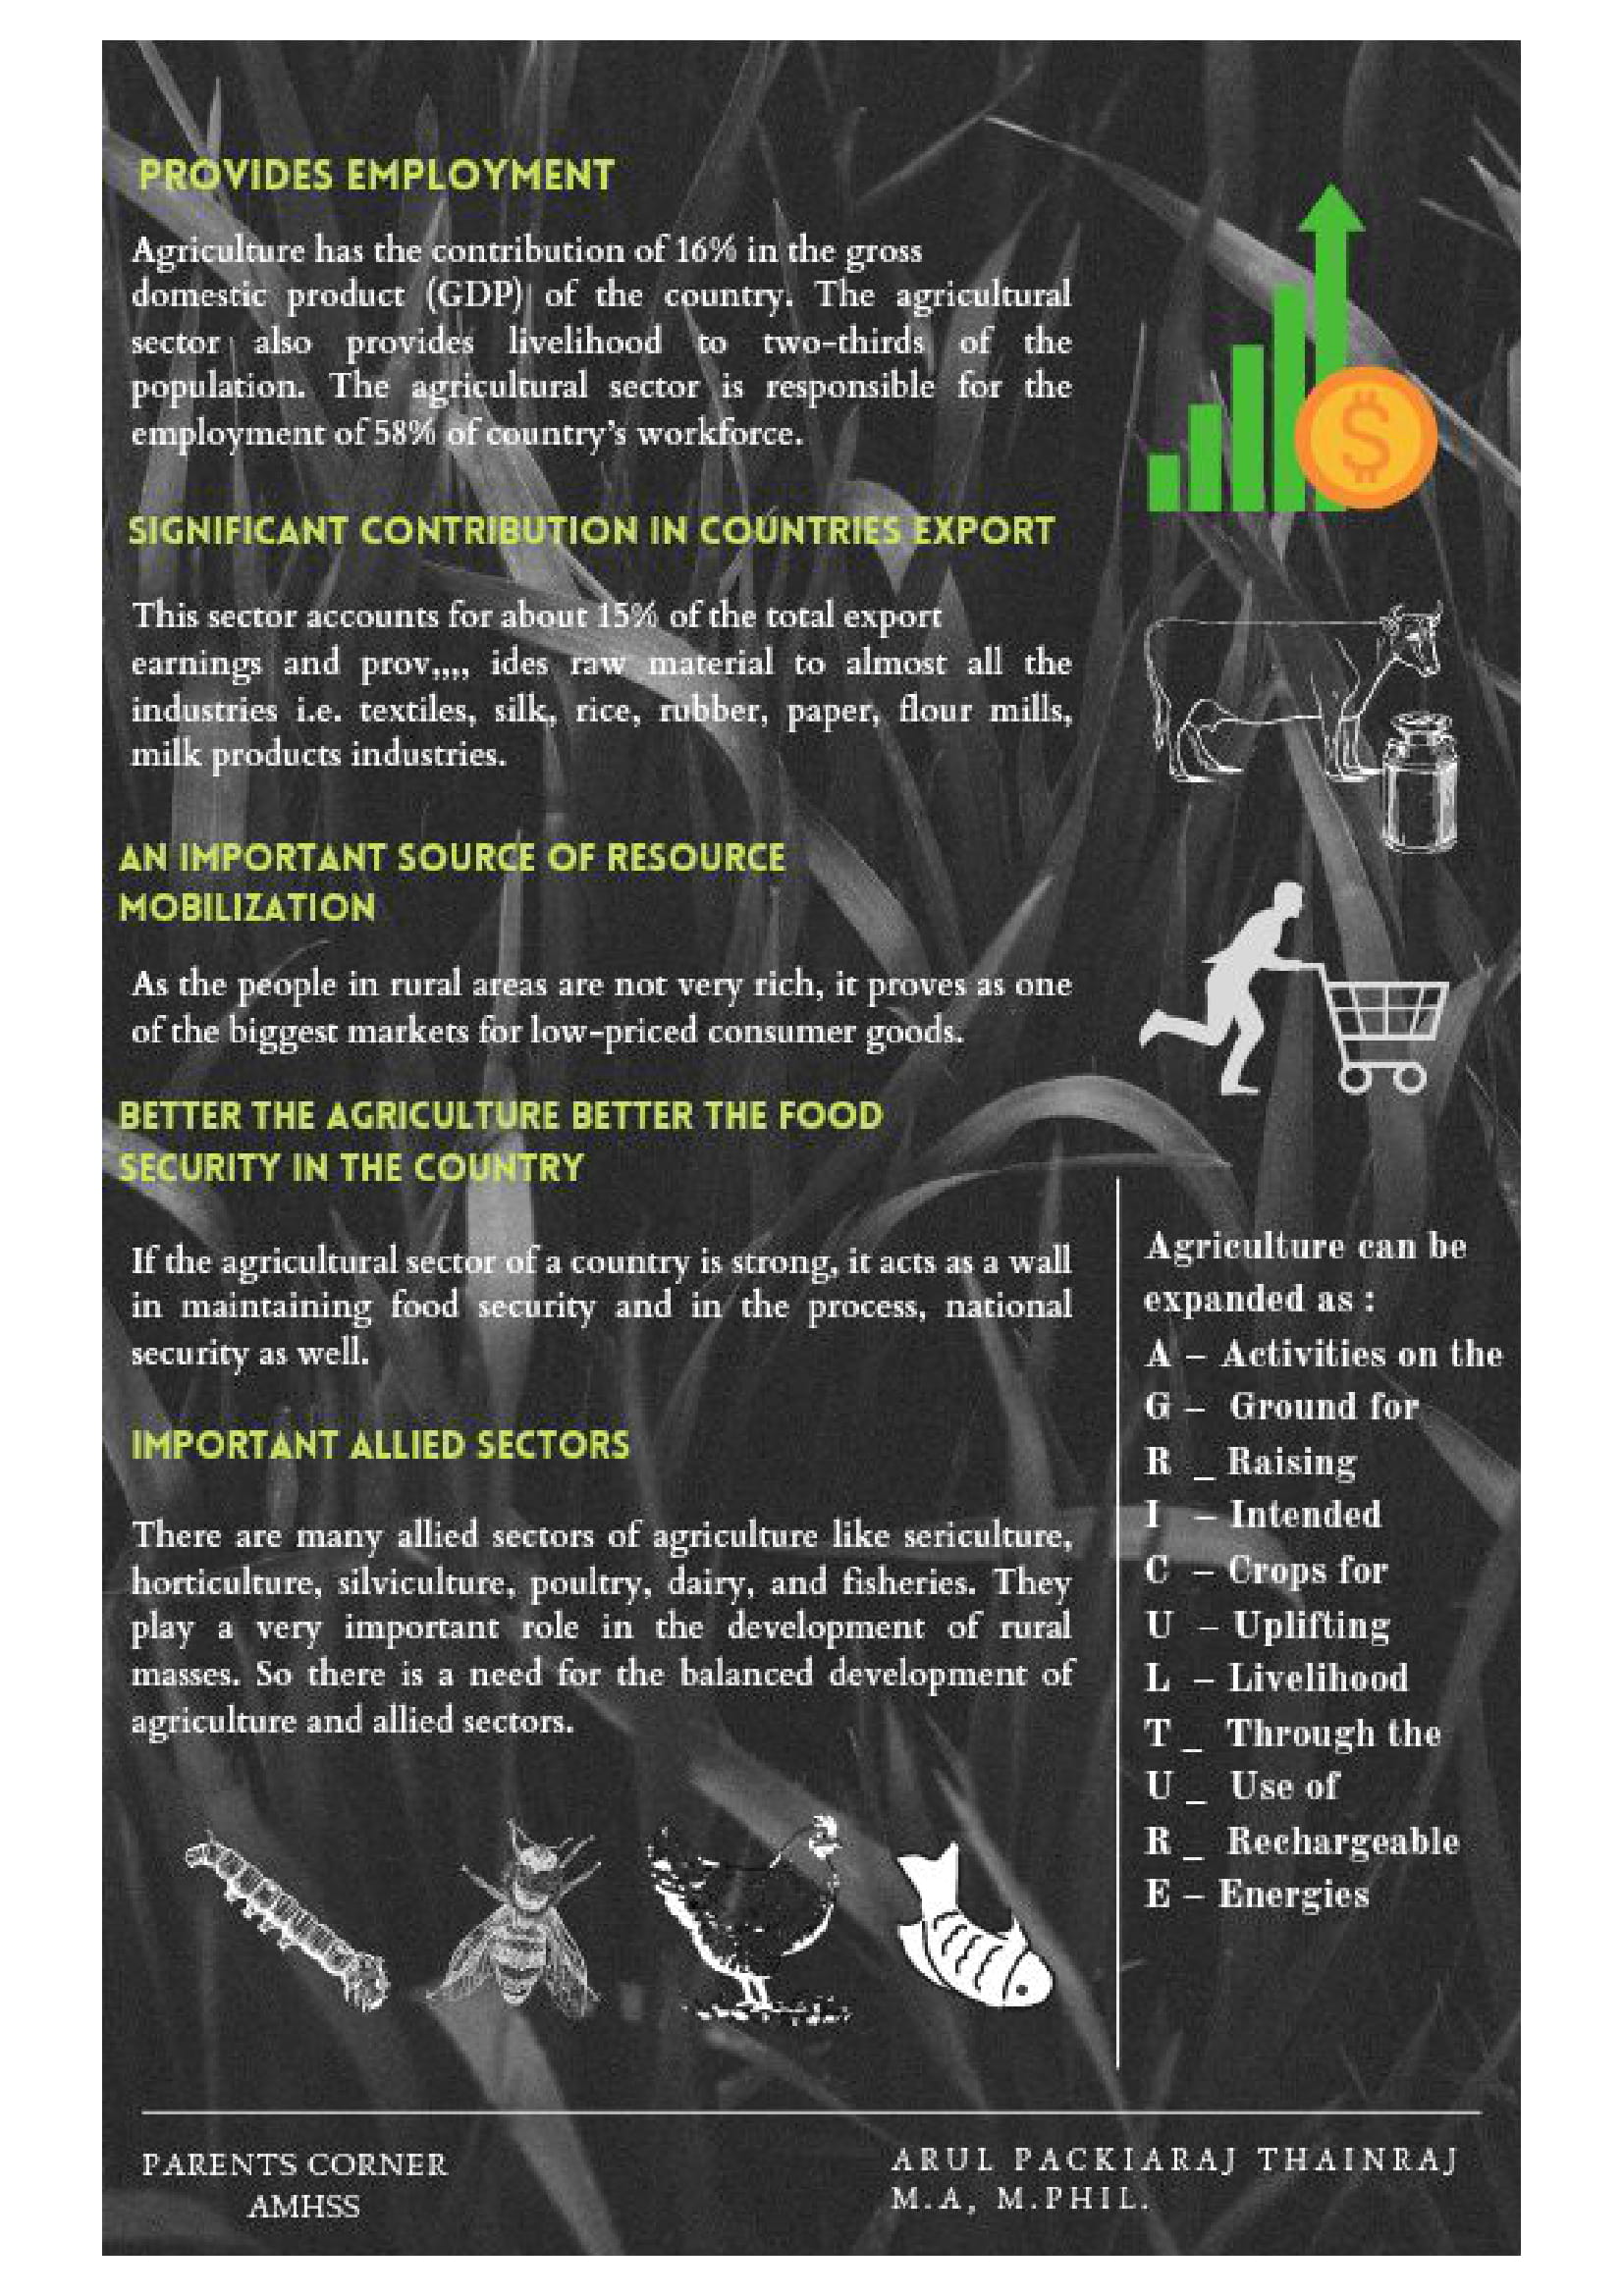 PROVIDES EMPLOYMENT
Agriculture has the contribution of 16% in the gross
domestic product (GDP) of the country. The agricultural
sector also provides livelihood to two-thirds of the
population. The agricultural sector is responsible for the
employment of 58% of country's workforce.
SIGNIFICANT CONTRIBUTION IN COUNTRIES EXPORT
This sector accounts for about 15% of the total export
earnings and prov,,,, ides raw material to almost all the
industries i.e. textiles, silk, rice, rubber, paper, flour mills,
milk products industries.
AN IMPORTANT SOURCE OF RESOURCE
MOBILIZATION
As the people in rural areas are not very rich, it proves as one
of the biggest markets for low-priced consumer goods.
BETTER THE AGRICULTURE BETTER THE FOOD
SECURITY IN THE COUNTRY
If the agricultural sector of a country is strong, it acts as a wall
in maintaining food security and in the process, national
security as well.
IMPORTANT ALLIED SECTORS
There are many allied sectors of agriculture like sericulture,
horticulture, silviculture, poultry, dairy, and fisheries. They
play a very important role in the development of rural
masses. So there is a need for the balanced development of
agriculture and allied sectors.
$
Agriculture can be
expanded as :
A – Activities on the
G – Ground for
R _ Raising
I – Intended
C – Crops for
U – Uplifting
L – Livelihood
T _ Through the
U _ Use of
R _ Rechargeable
E – Energies
PARENTS CORNER
AMHSS
ARUL PACKIARAJ THAINRAJ
M.A, M.PHIL.